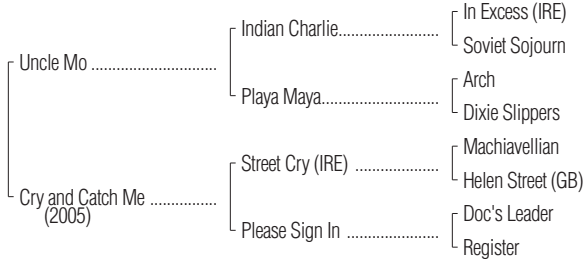 In Excess (IRE)
Indian Charlie........................
Soviet Sojourn
Uncle Mo ..............................
Arch
Playa Maya............................
Dixie Slippers
Machiavellian
Street Cry (IRE) ....................
Helen Street (GB)
Cry and Catch Me ................
(2005)
Doc's Leader
Please Sign In ......................
Register